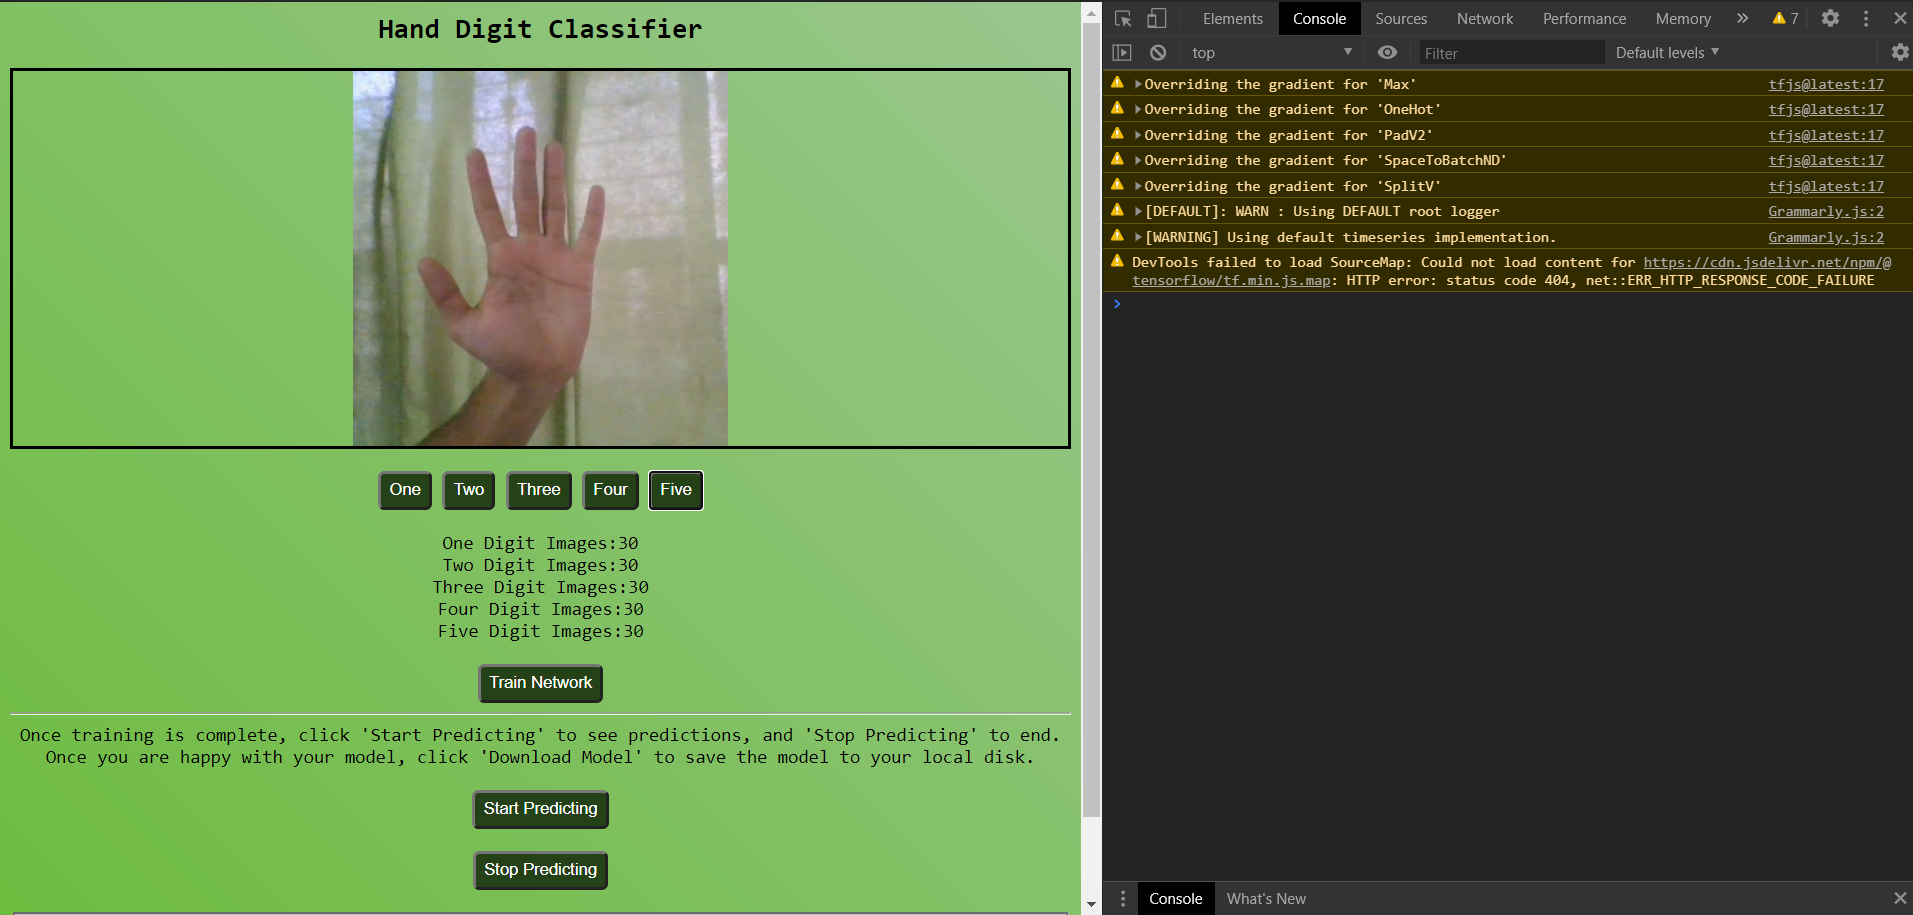 Hand Digit Classifier
One Two Three Four Five
One Digit Images:30
Two Digit Images:30
Three Digit Images:30
Four Digit Images:30
Five Digit Images:30
Train Network
Once training is complete, click 'Start Predicting' to see predictions, and 'Stop Predicting' to end.
Once you are happy with your model, click 'Download Model' to save the model to your local disk.
Start Predicting
Stop Predicting
Elements Console Sources Network Performance Memory » 7
top Filter Default levels
Overriding the gradient for 'Max' tfjs@latest:17
Overriding the gradient for 'OneHot' tfjs@latest:17
Overriding the gradient for 'PadV2' tfjs@latest:17
Overriding the gradient for 'SpaceToBatchND' tfjs@latest:17
Overriding the gradient for 'SplitV' tfjs@latest:17
[DEFAULT]: WARN : Using DEFAULT root logger Grammarly.js:2
[WARNING] Using default timeseries implementation. Grammarly.js:2
DevTools failed to load SourceMap: Could not load content for https://cdn.jsdelivr.net/npm/@
tensorflow/tf.min.js.map: HTTP error: status code 404, net::ERR_HTTP_RESPONSE_CODE_FAILURE
Console What's New